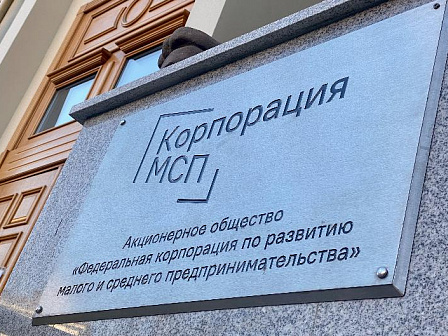 Корпорация
МСП
Акционерное общество
«Федеральная корпорация по развитию
малого и среднего предпринимательства»